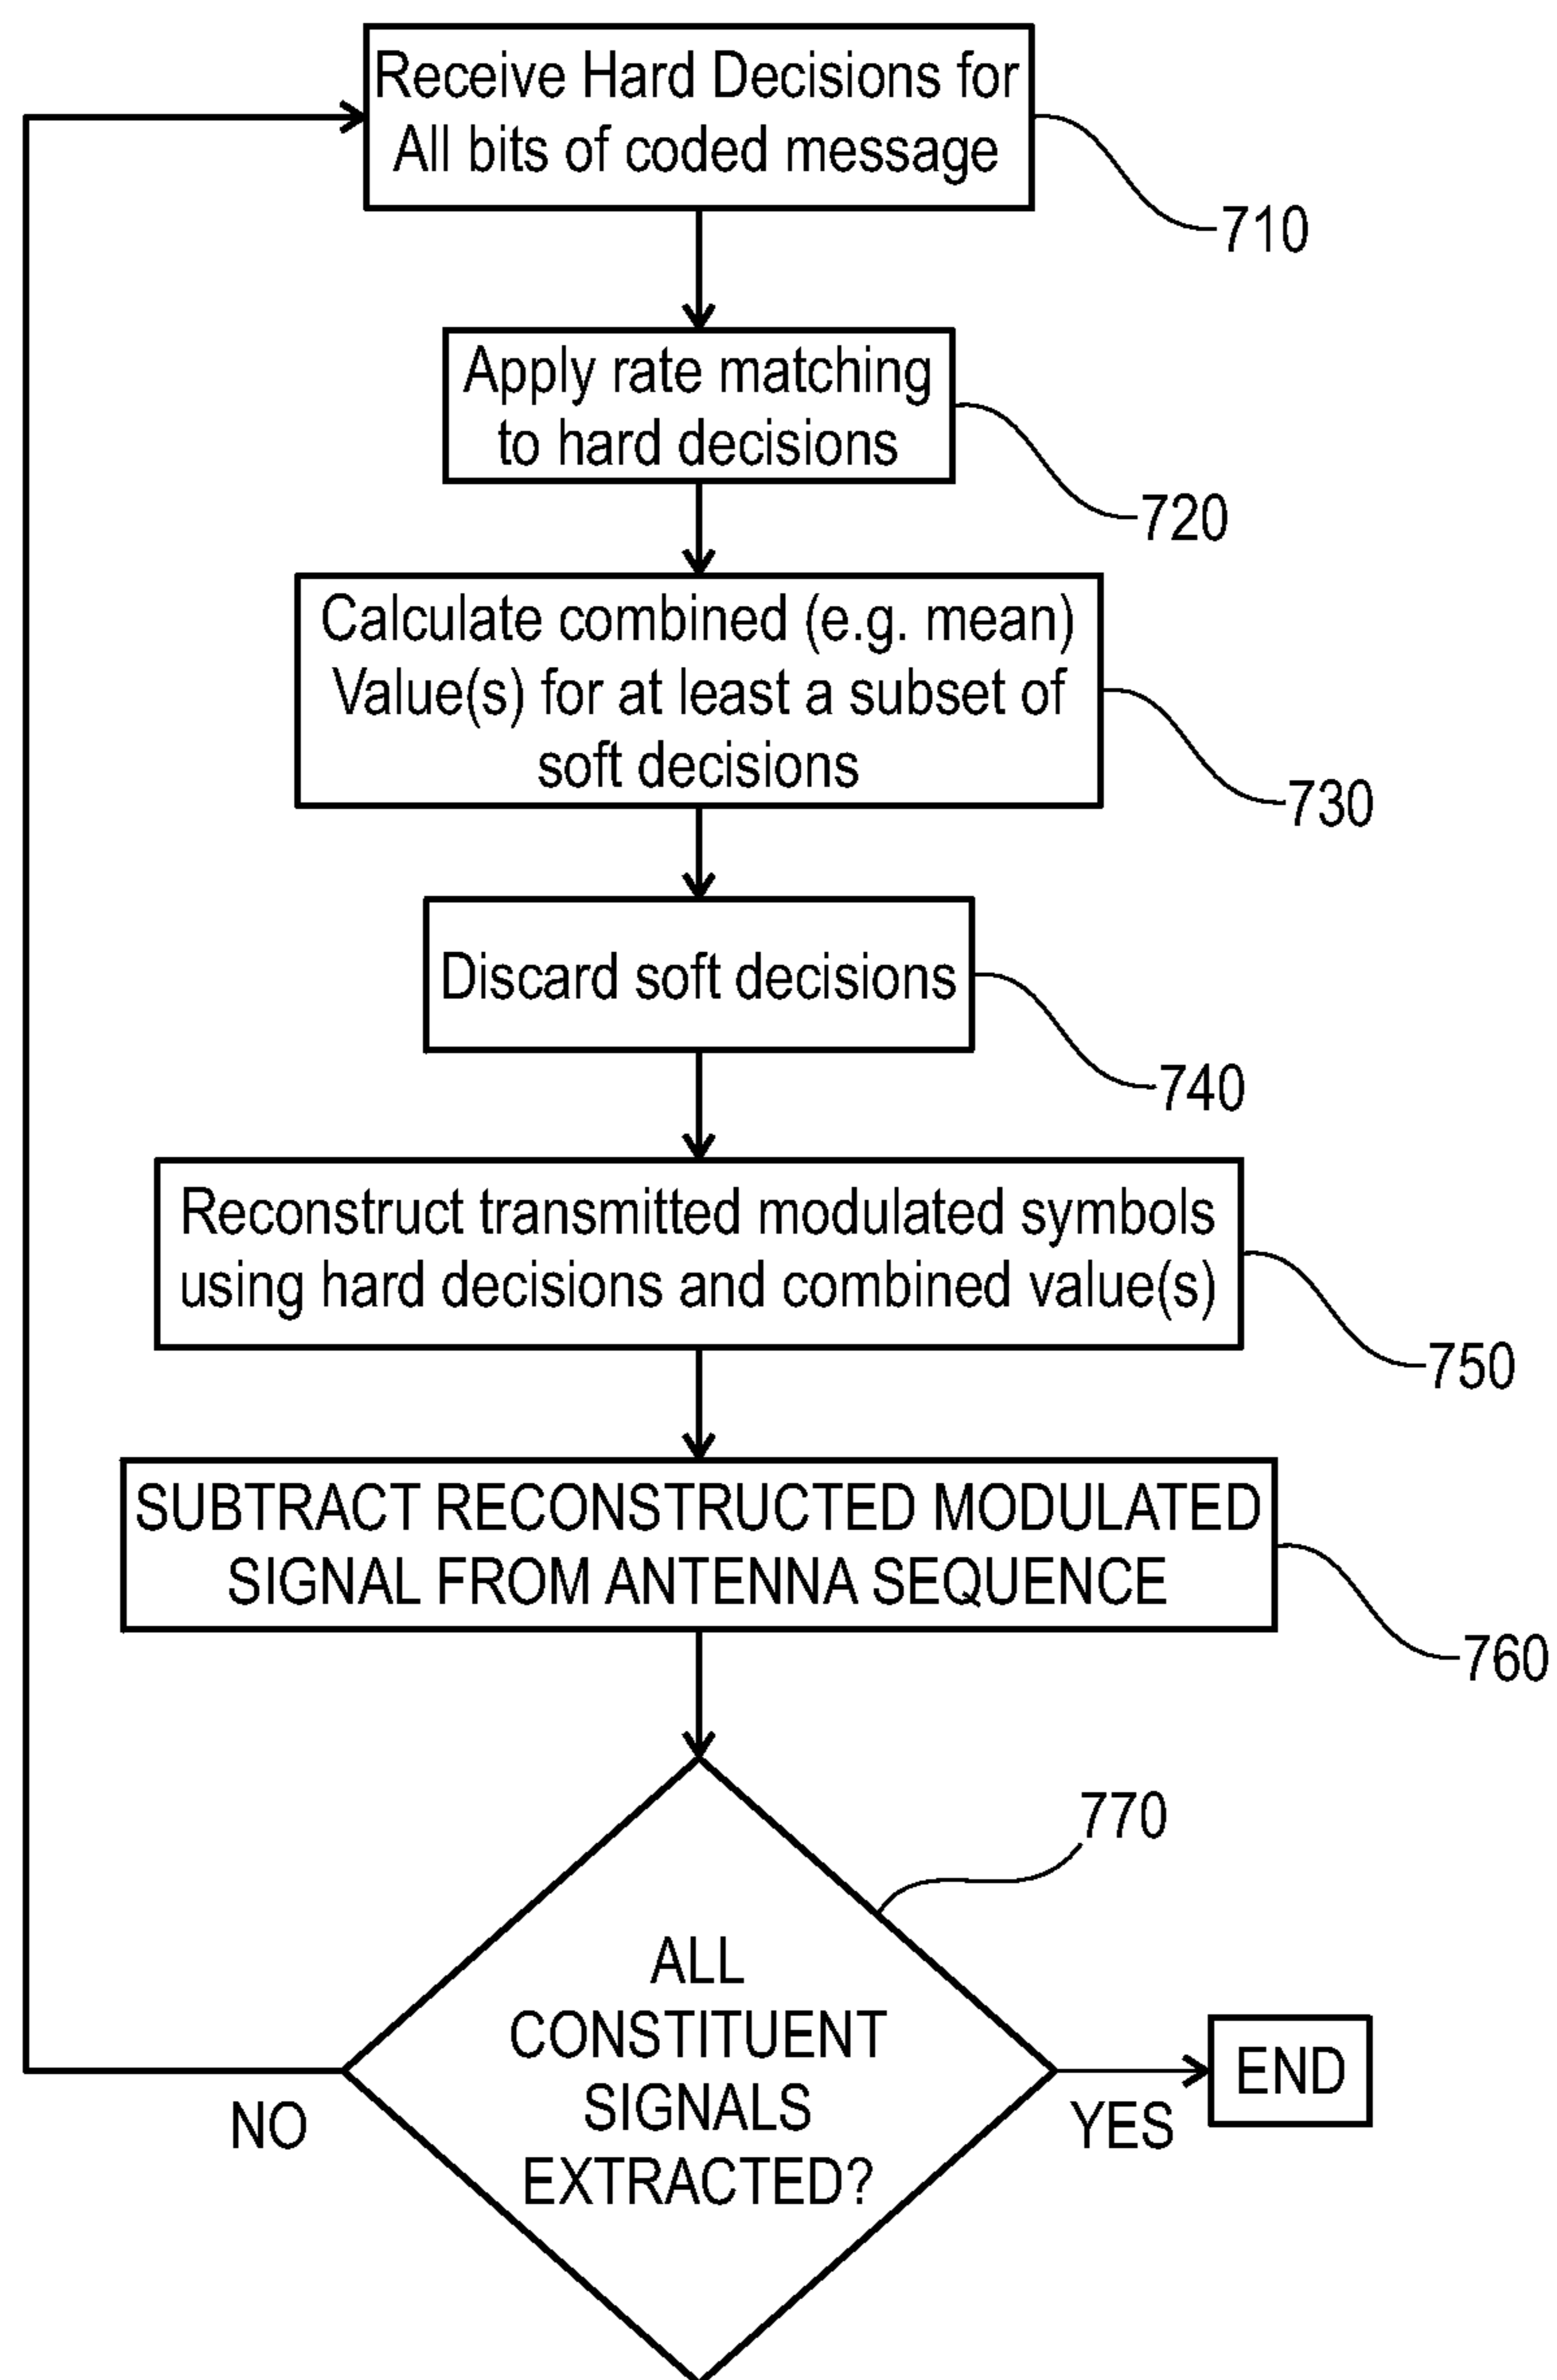 Receive Hard Decisions for
All bits of coded message
710
Apply rate matching
to hard decisions
720
Calculate combined (e.g. mean)
Value(s) for at least a subset of
soft decisions
730
Discard soft decisions
740
Reconstruct transmitted modulated symbols
using hard decisions and combined value(s)
750
SUBTRACT RECONSTRUCTED MODULATED
SIGNAL FROM ANTENNA SEQUENCE
760
770
ALL
CONSTITUENT
SIGNALS
EXTRACTED?
NO
YES
END